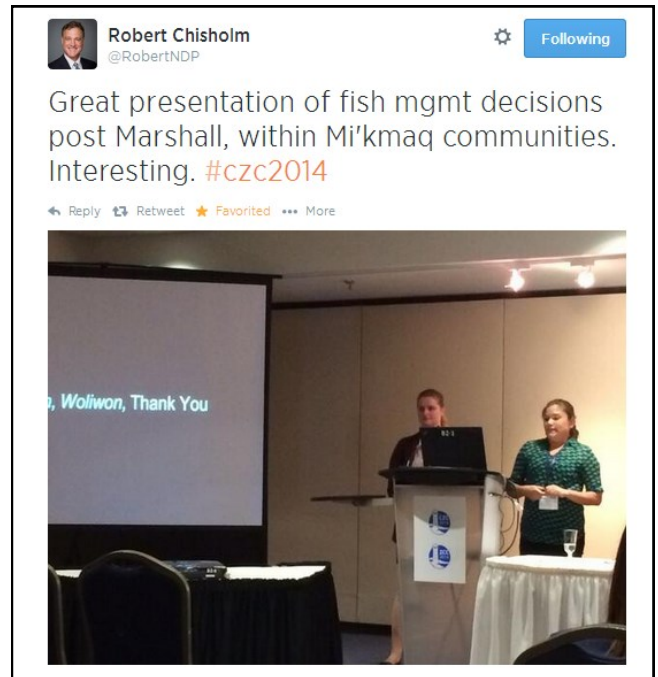 Robert Chisholm
@RobertNDP
Following
Great presentation of fish mgmt decisions
post Marshall, within Mi'kmaq communities.
Interesting. #czc2014
Reply Retweet Favorited More
Woliwon, Thank You